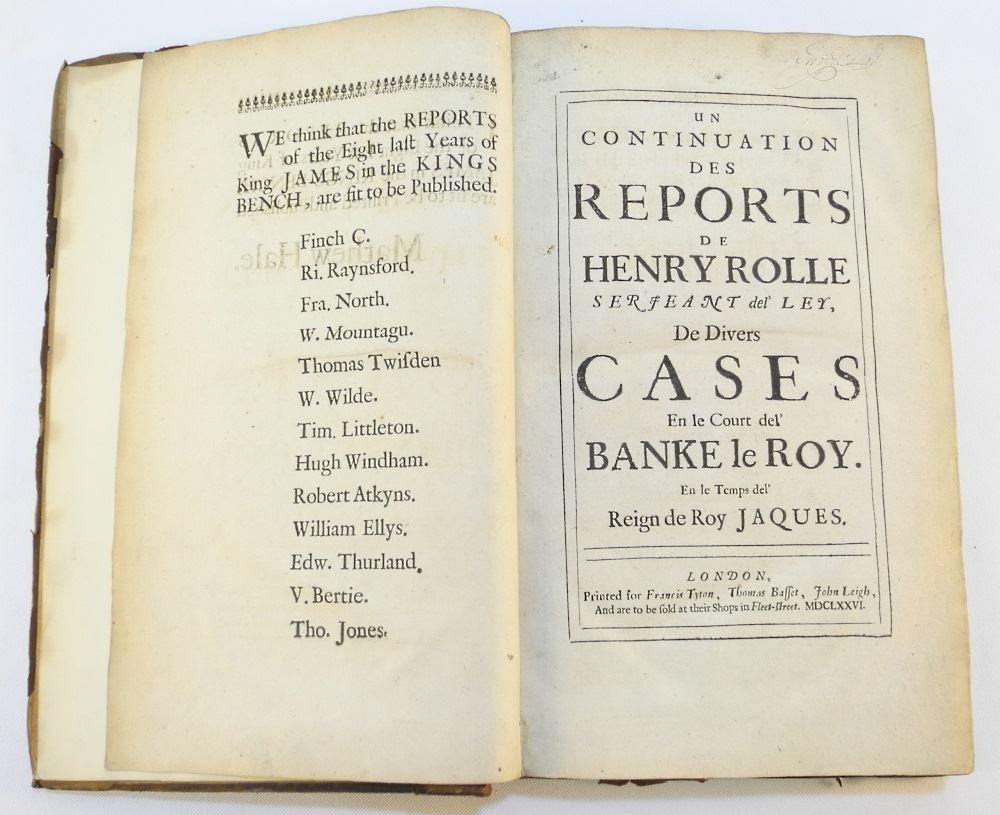 WE think that the REPORTS
of the Eight laſt Years of
King JAMES in the KINGS
BENCH, are fit to be Published.
Finch C.
Ri. Raynsford.
Fra. North.
W. Mountagu.
Thomas Twiſden
W. Wilde.
Tim. Littleton.
Hugh Windham.
Robert Atkyns.
William Ellys.
Edw. Thurland.
V. Bertie.
Tho. Jones.
Mathew Hale.
UN
CONTINUATION
DES
REPORTS
DE
HENRY ROLLE
SERJEANT del' LEY,
De Divers
CASES
En le Court del'
BANKE le ROY.
En le Temps del'
Reign de Roy JAQUES.
LONDON,
Printed for Francis Tyton, Thomas Baſſet, John Leigh,
And are to be ſold at their Shops in Fleet-ſtreet. MDCLXXVI.